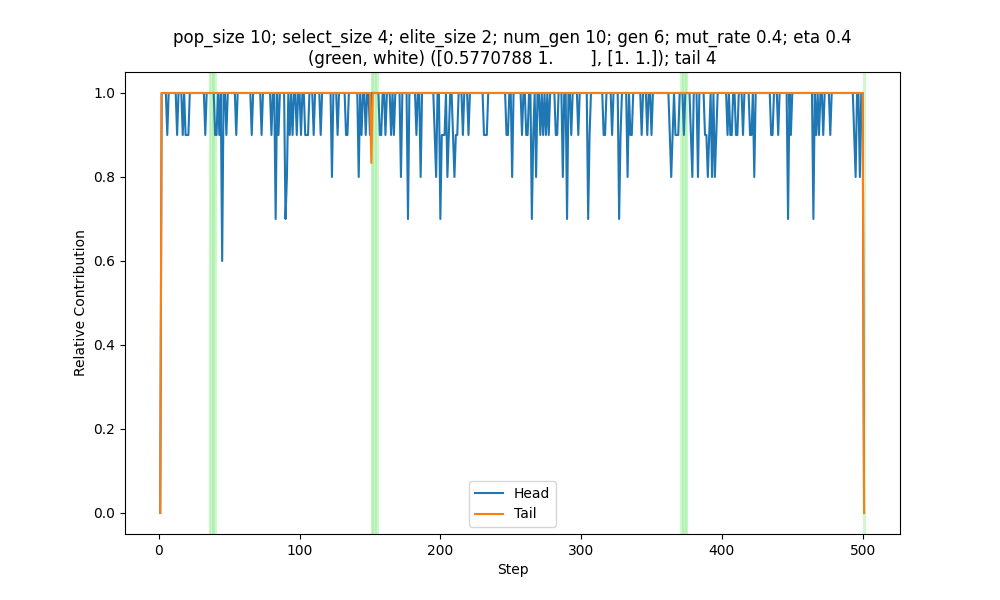 pop_size 10; select_size 4; elite_size 2; num_gen 10; gen 6; mut_rate 0.4; eta 0.4
(green, white) ([0.5770788 1.        ], [1. 1.]); tail 4
1.0
0.8
0.6
0.4
0.2
0.0
Relative Contribution
Head
Tail
0
100
200
300
400
500
Step